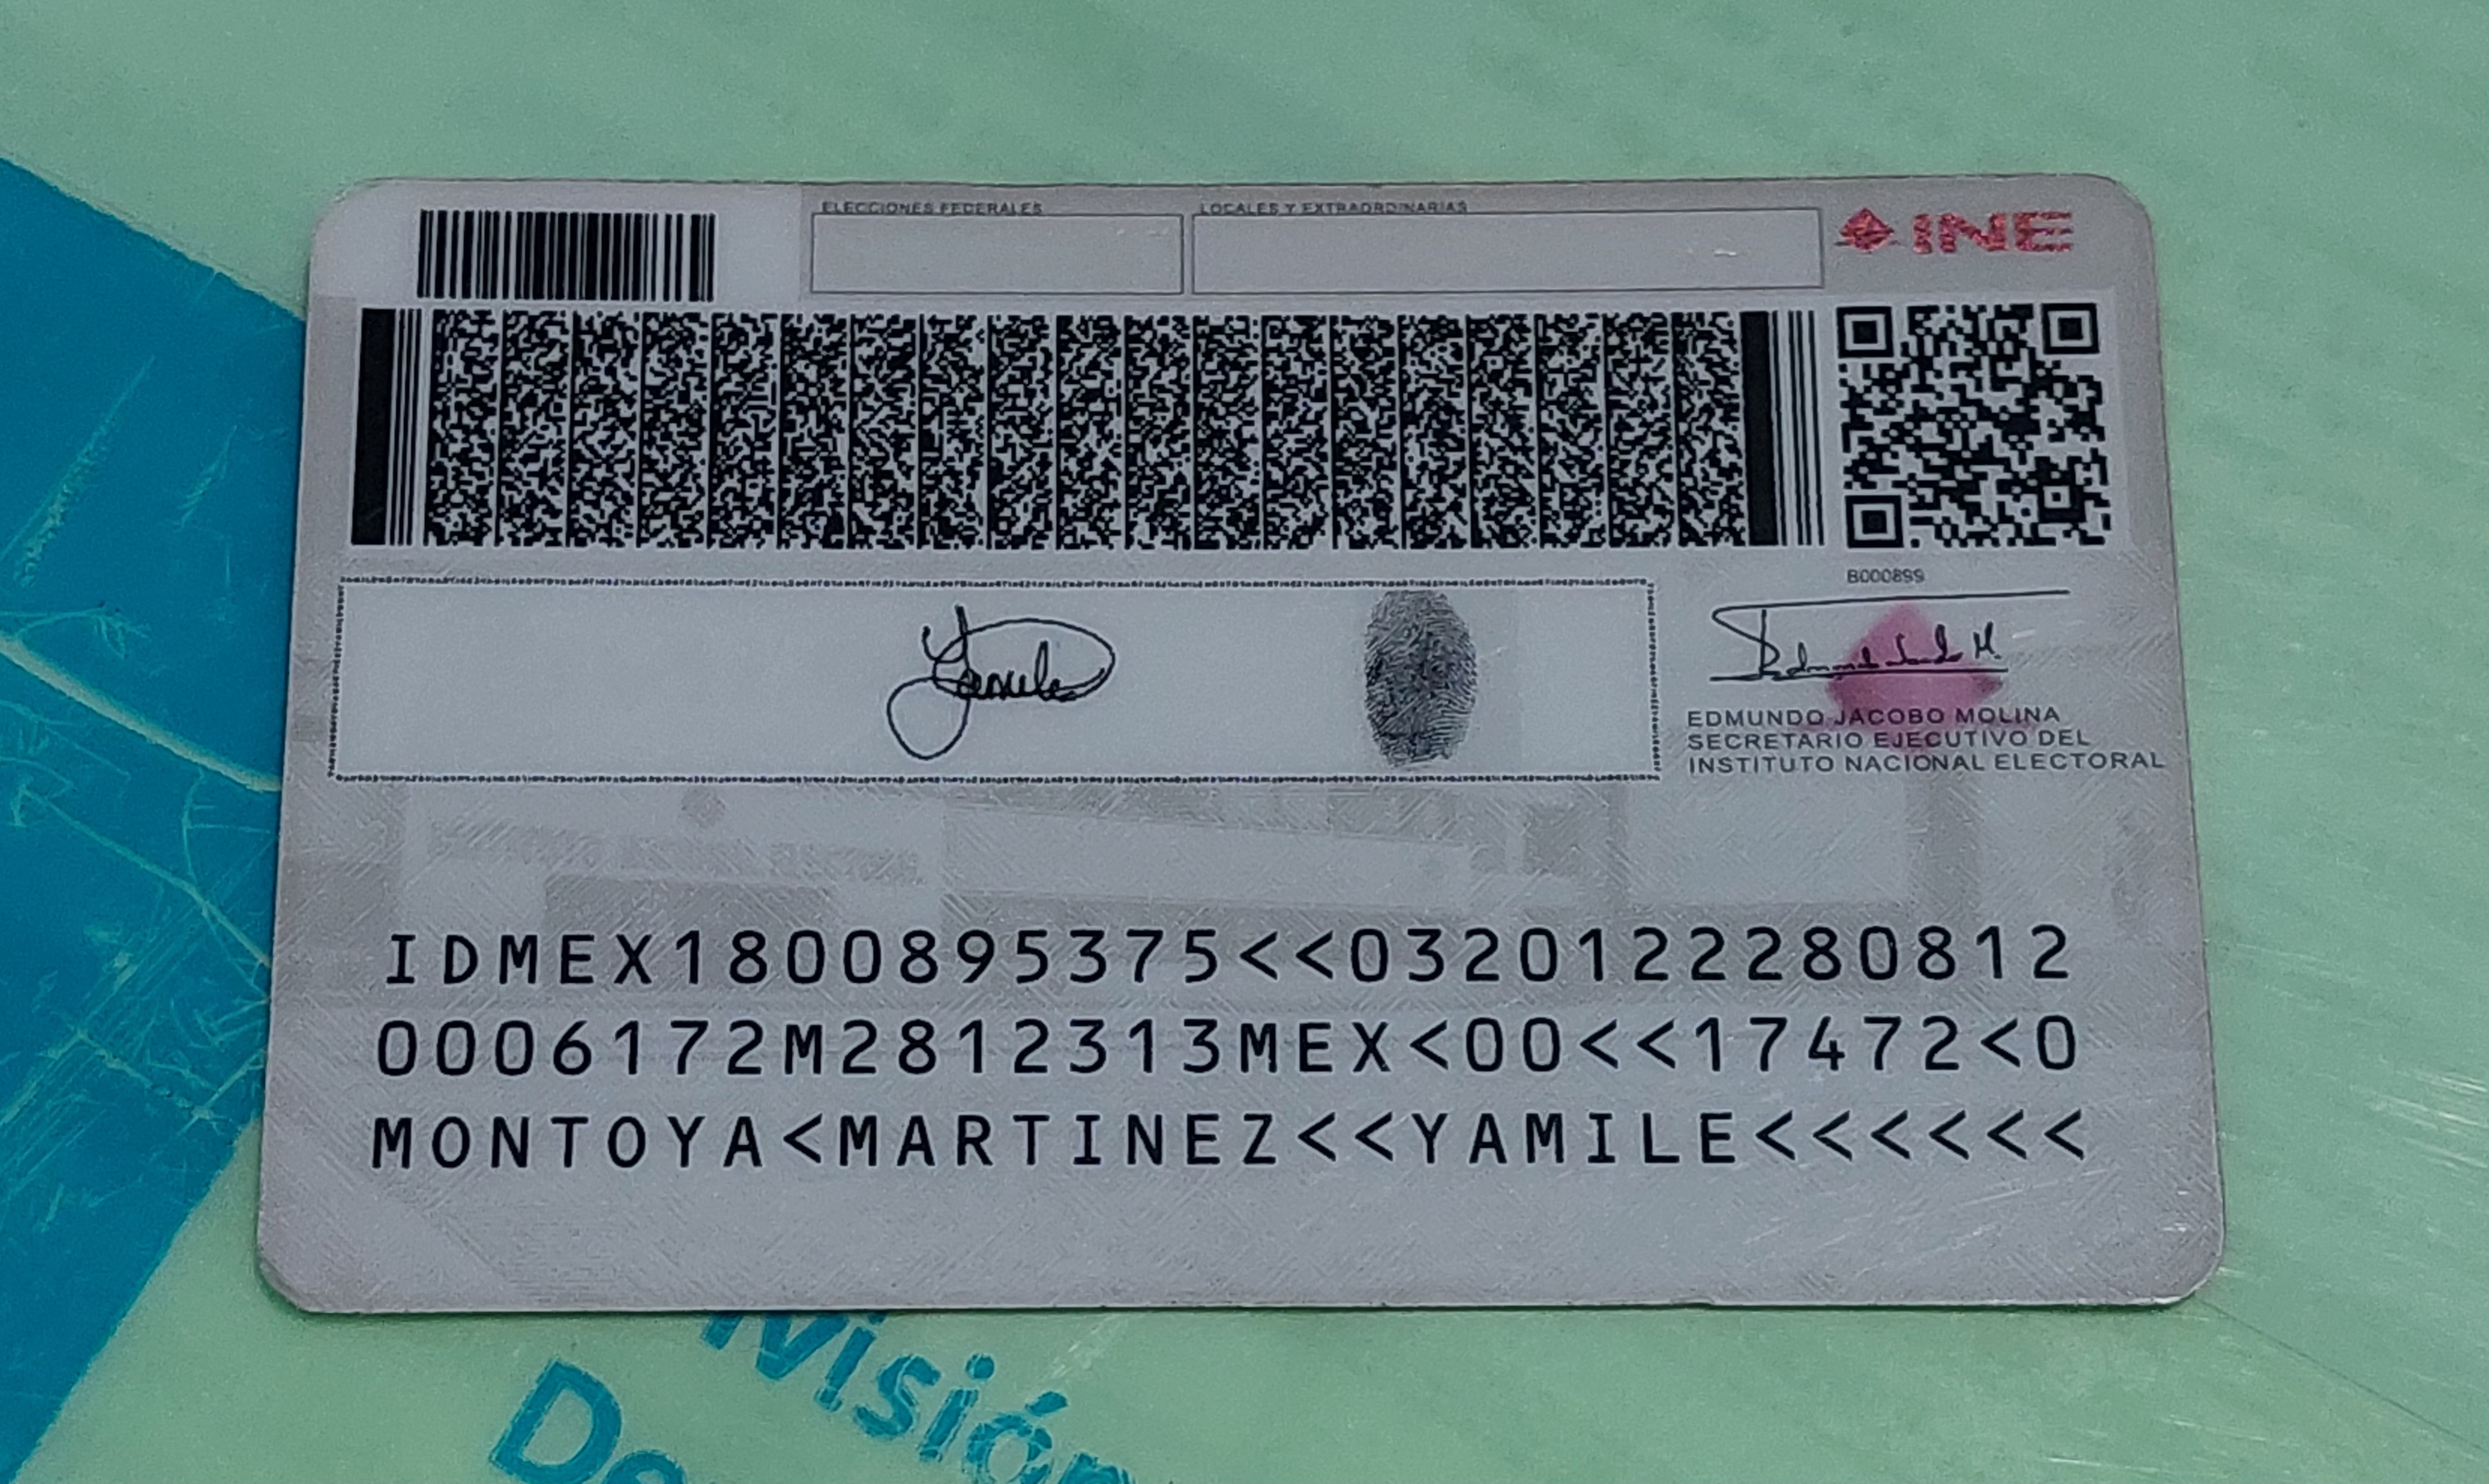 ELECCIONES FEDERALES
LOCALES Y EXTRAORDINARIAS
INE
B000899
EDMUNDO JACOBO MOLINA
SECRETARIO EJECUTIVO DEL
INSTITUTO NACIONAL ELECTORAL
IDMEX1800895375<<0320122280812
0006172M2812313MEX<00<<17472<0
MONTOYA<MARTINEZ<<YAMILE<<<<<<